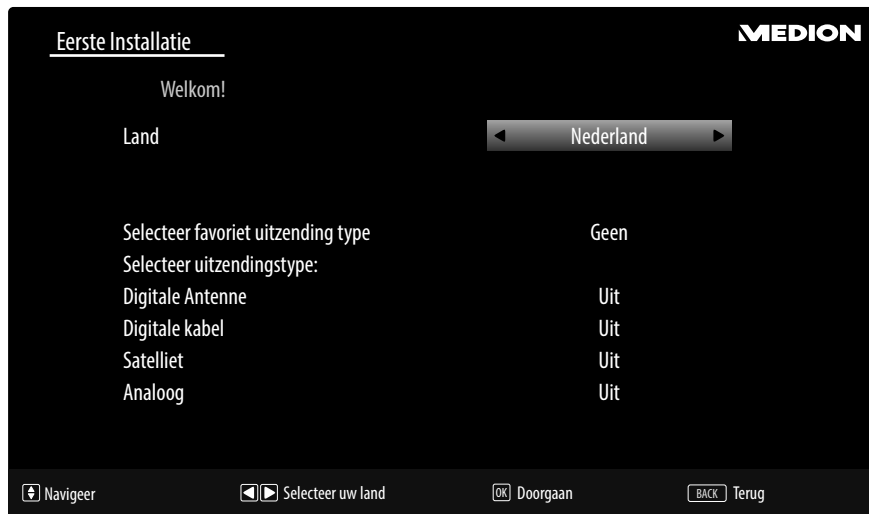 Eerste Installatie
MEDION
Welkom!
Land Nederland
Selecteer favoriet uitzending type Geen
Selecteer uitzendingstype:
Digitale Antenne Uit
Digitale kabel Uit
Satelliet Uit
Analoog Uit
Navigeer Selecteer uw land OK Doorgaan BACK Terug